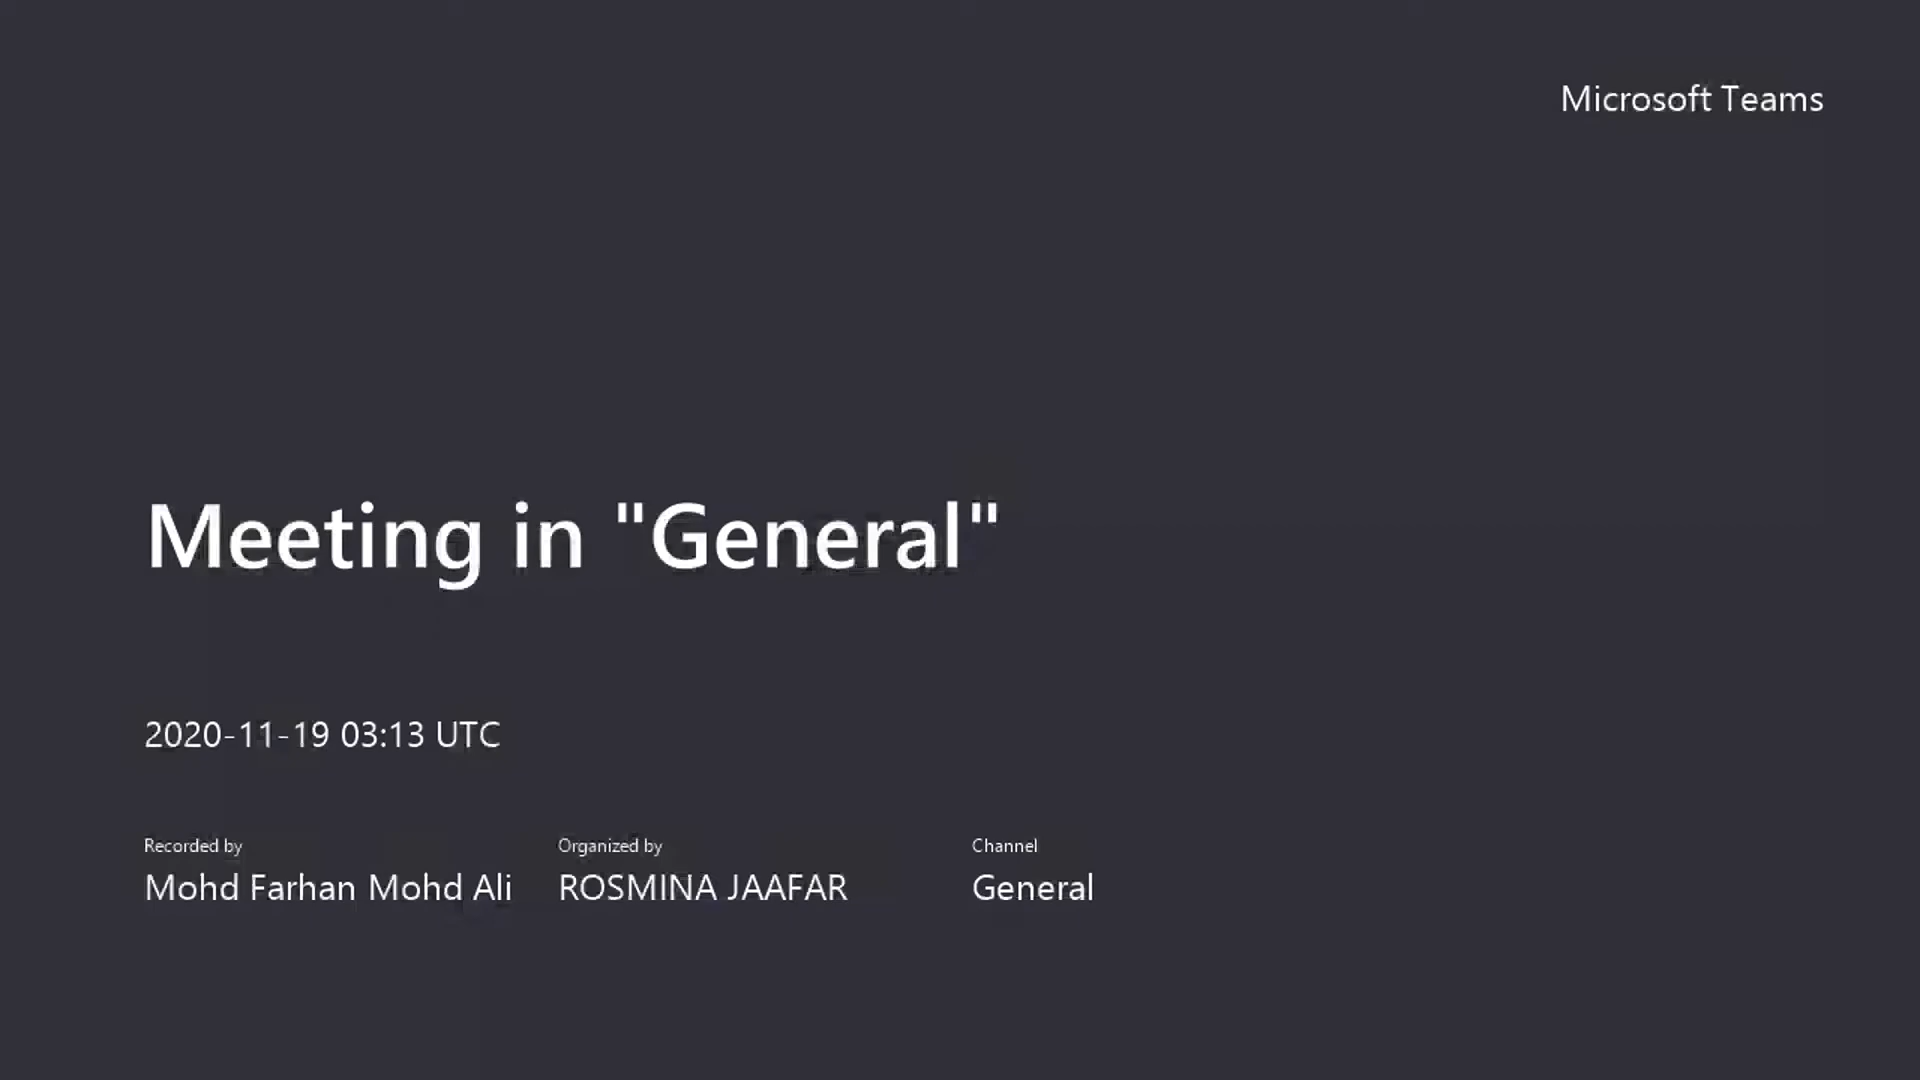 Microsoft Teams
Meeting in "General"
2020-11-19 03:13 UTC
Recorded by
Mohd Farhan Mohd Ali
Organized by
ROSMINA JAAFAR
Channel
General